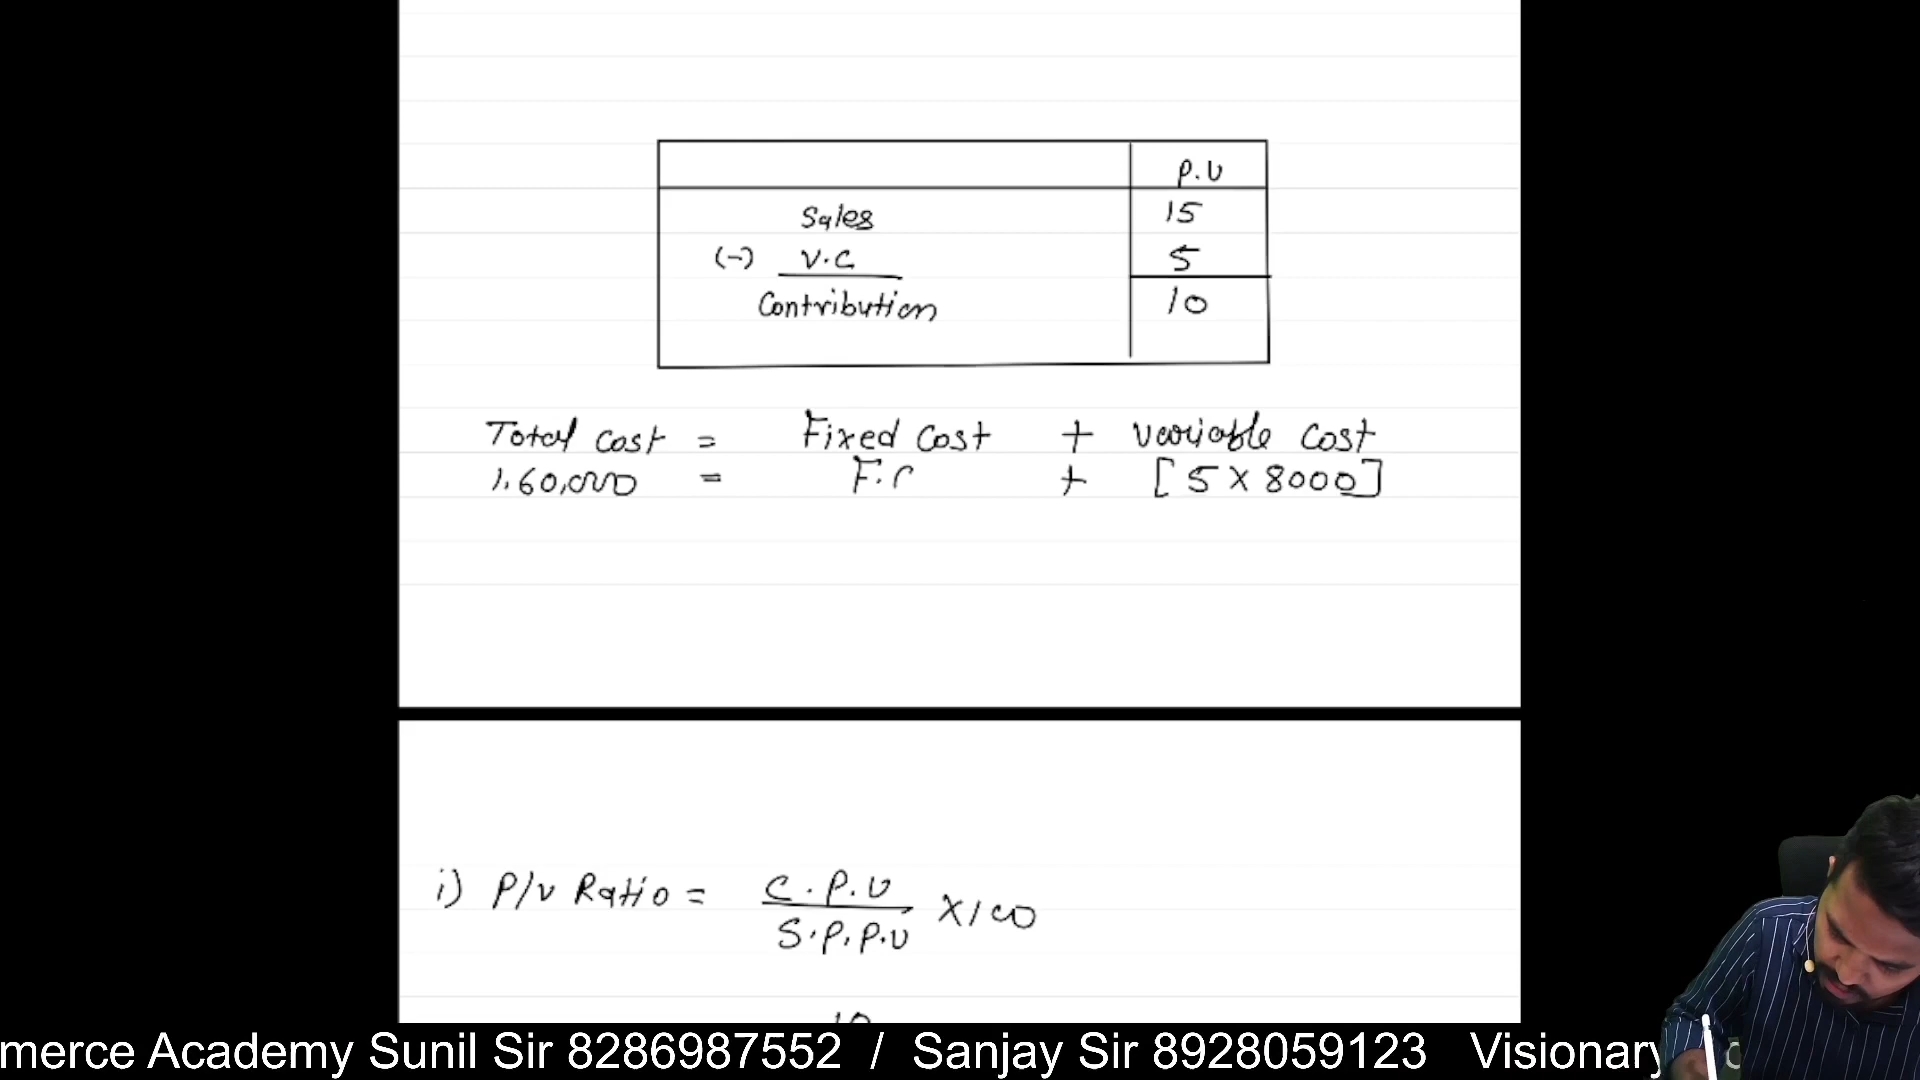 P.U
Sales 15
(-) V.C 5
Contribution 10
Total cost = Fixed Cost + variable cost
1,60,000 = F.C + [5 X 8000]
i) P/V Ratio = C.P.U
S.P.P.U X100
10
merce Academy Sunil Sir 8286987552 / Sanjay Sir 8928059123 Visionary